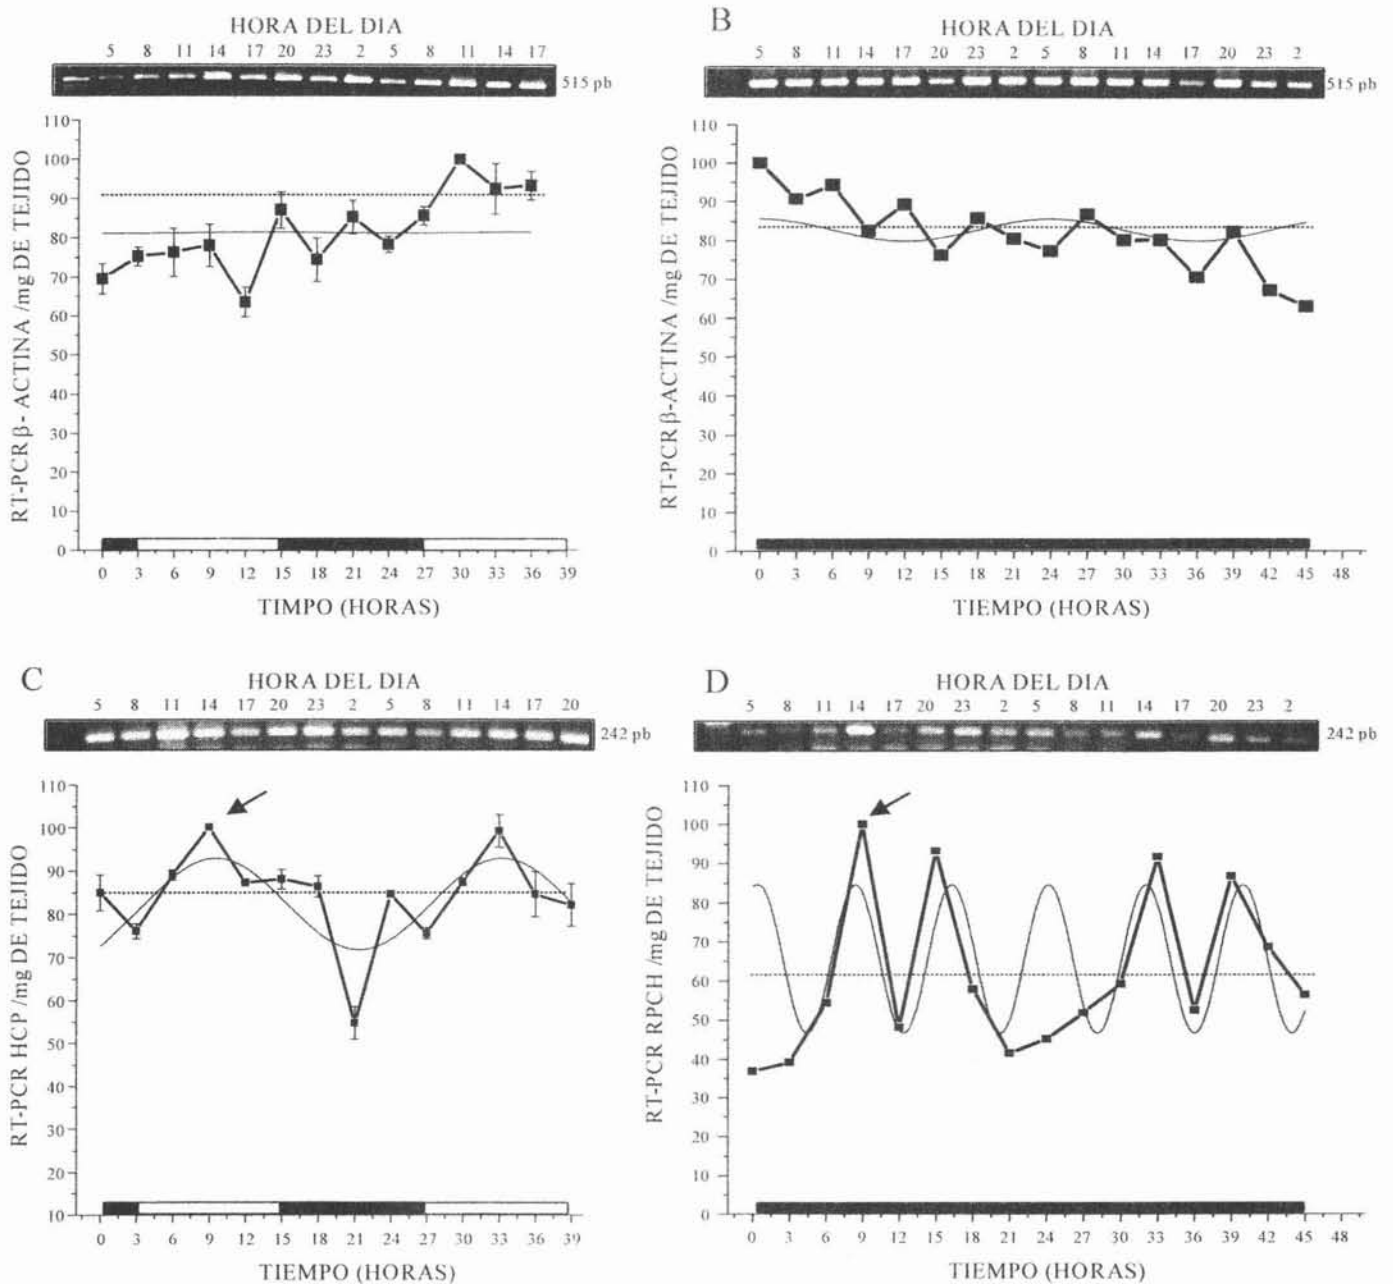 HORA DEL DIA
5 8 11 14 17 20 23 2 5 8 11 14 17
515 pb
RT-PCR β- ACTINA /mg DE TEJIDO
110
100
90
80
70
60
50
40
30
20
10
0
0 3 6 9 12 15 18 21 24 27 30 33 36 39
TIMPO (HORAS)
B
HORA DEL DIA
5 8 11 14 17 20 23 2 5 8 11 14 17 20 23 2
515 pb
RT-PCR β-ACTINA /mg DE TEJIDO
110
100
90
80
70
60
50
40
30
20
10
0
0 3 6 9 12 15 18 21 24 27 30 33 36 39 42 45 48
TIEMPO (HORAS)
C
HORA DEL DIA
5 8 11 14 17 20 23 2 5 8 11 14 17 20
242 pb
RT-PCR HCP /mg DE TEJIDO
110
100
90
80
70
60
50
40
30
20
10
0 3 6 9 12 15 18 21 27 30 33 36 39
TIEMPO (HORAS)
D
HORA DEL DIA
5 8 11 14 17 20 23 2 5 8 11 14 17 20 23 2
242 pb
RT-PCR RPCH /mg DE TEJIDO
110
100
90
80
70
60
50
40
30
20
10
0
0 3 6 9 12 15 18 21 24 27 30 33 36 39 42 45 48
TIEMPO (HORAS)